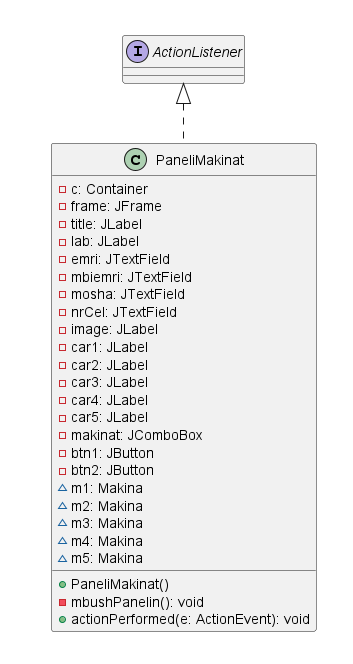 I ActionListener
C PaneliMakinat
c: Container
frame: JFrame
title: JLabel
lab: JLabel
emri: JTextField
mbiemri: JTextField
mosha: JTextField
nrCel: JTextField
image: JLabel
car1: JLabel
car2: JLabel
car3: JLabel
car4: JLabel
car5: JLabel
makinat: JComboBox
btn1: JButton
btn2: JButton
m1: Makina
m2: Makina
m3: Makina
m4: Makina
m5: Makina
PaneliMakinat()
mbushPanelin(): void
actionPerformed(e: ActionEvent): void